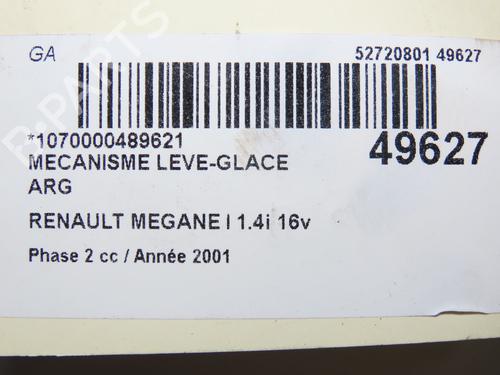 GA
52720801 49627
*1070000489621
49627
MECANISME LEVE-GLACE
ARG
RENAULT MEGANE I 1.4i 16v
Phase 2 cc / Année 2001
B-PARTS